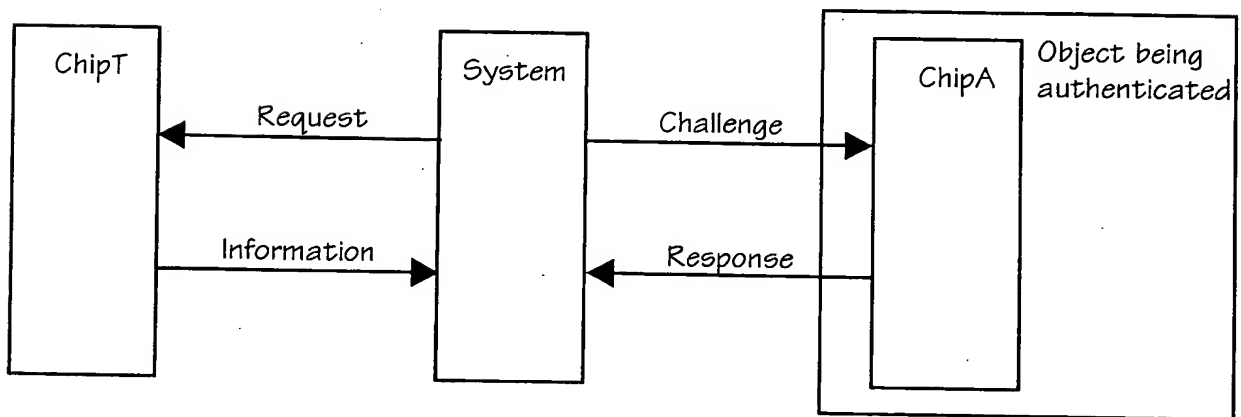 ChipT
System
ChipA
Object being
authenticated
Request
Challenge
Information
Response